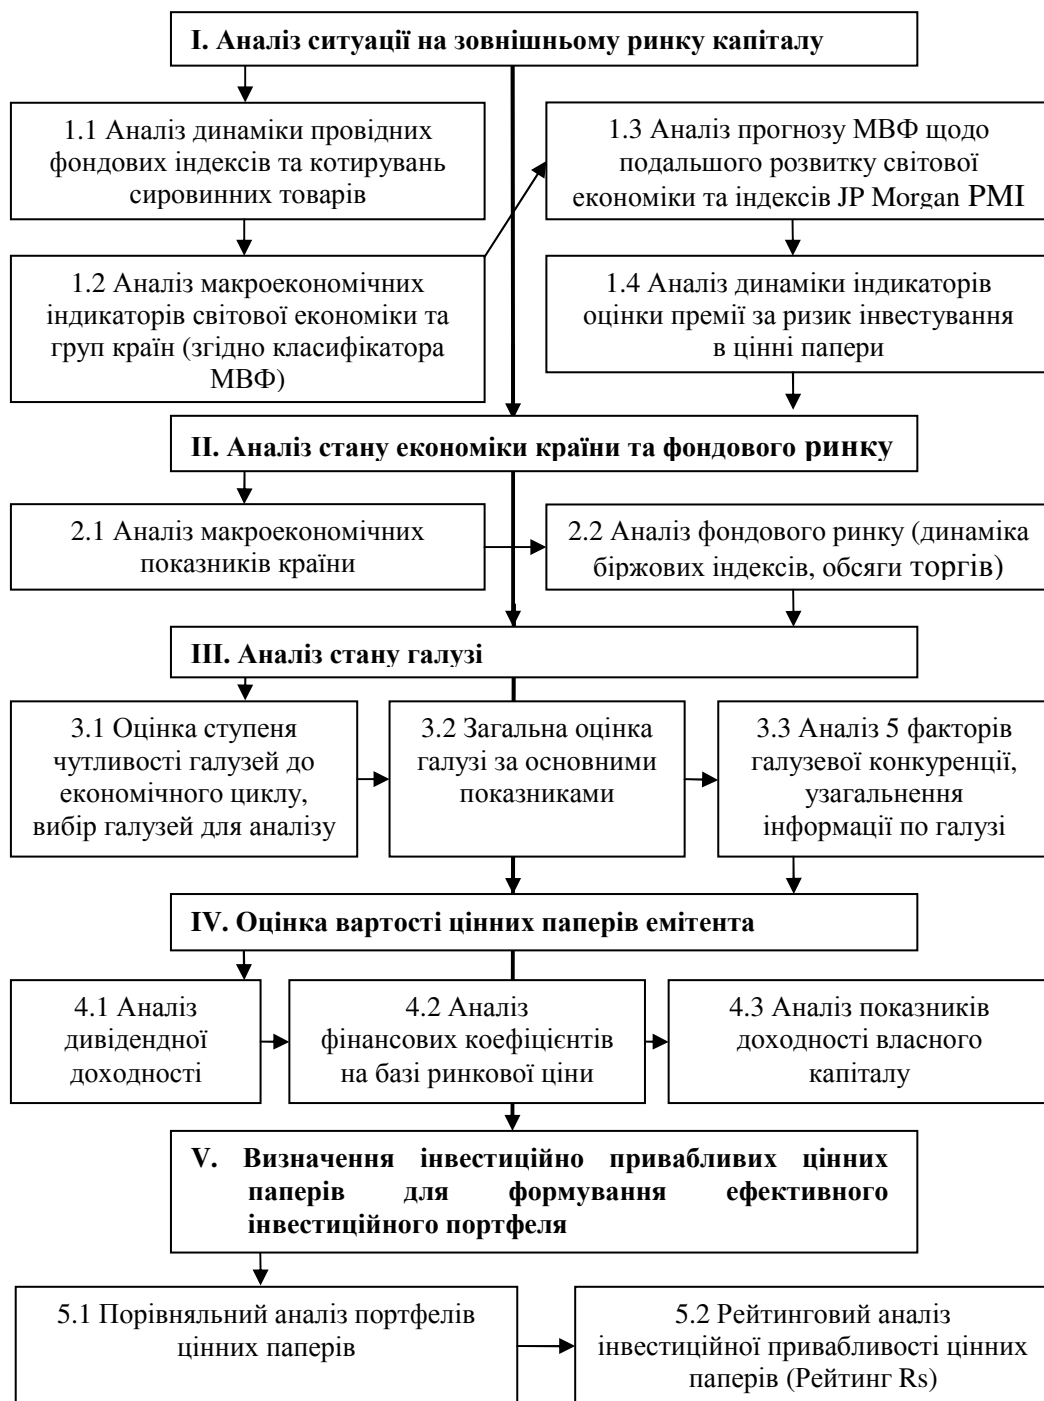 I. Аналіз ситуації на зовнішньому ринку капіталу
1.1 Аналіз динаміки провідних
фондових індексів та котирувань
сировинних товарів
1.2 Аналіз макроекономічних
індикаторів світової економіки та
груп країн (згідно класифікатора
МВФ)
1.3 Аналіз прогнозу МВФ щодо
подальшого розвитку світової
економіки та індексів JP Morgan PMI
1.4 Аналіз динаміки індикаторів
оцінки премії за ризик інвестування
в цінні папери
II. Аналіз стану економіки країни та фондового ринку
2.1 Аналіз макроекономічних
показників країни
2.2 Аналіз фондового ринку (динаміка
біржових індексів, обсяги торгів)
III. Аналіз стану галузі
3.1 Оцінка ступеня
чутливості галузей до
економічного циклу,
вибір галузей для аналізу
3.2 Загальна оцінка
галузі за основними
показниками
3.3 Аналіз 5 факторів
галузевої конкуренції,
узагальнення
інформації по галузі
IV. Оцінка вартості цінних паперів емітента
4.1 Аналіз
дивідендної
доходності
4.2 Аналіз
фінансових коефіцієнтів
на базі ринкової ціни
4.3 Аналіз показників
доходності власного
капіталу
V. Визначення інвестиційно привабливих цінних
паперів для формування ефективного
інвестиційного портфеля
5.1 Порівняльний аналіз портфелів
цінних паперів
5.2 Рейтинговий аналіз
інвестиційної привабливості цінних
паперів (Рейтинг Rs)